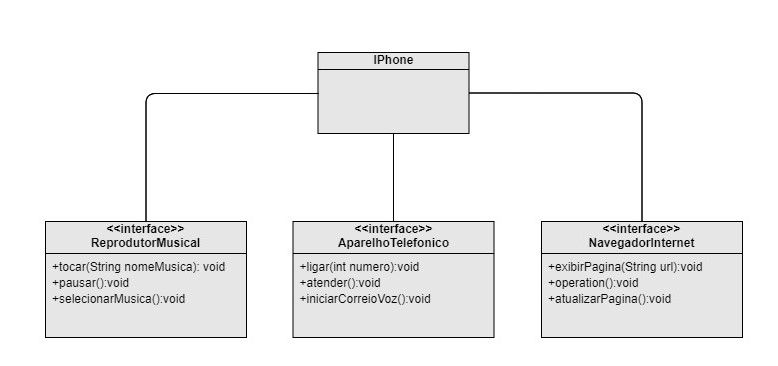 IPhone
<<interface>>
ReprodutorMusical
+tocar(String nomeMusica): void
+pausar():void
+selecionarMusica():void
<<interface>>
AparelhoTelefonico
+ligar(int numero):void
+atender():void
+iniciarCorreioVoz():void
<<interface>>
NavegadorInternet
+exibirPagina(String url):void
+operation():void
+atualizarPagina():void